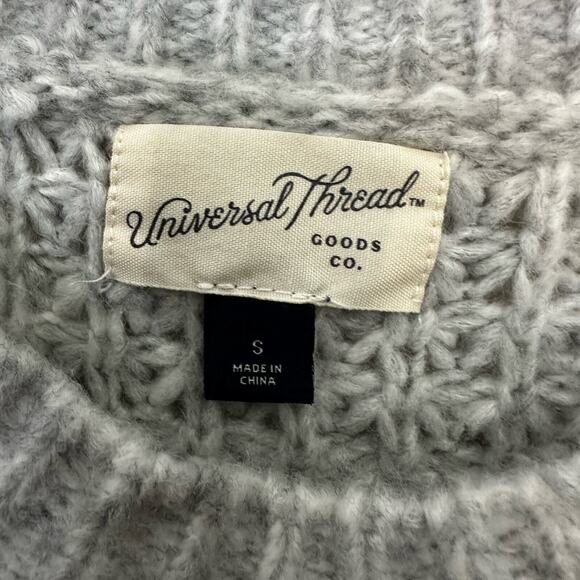 Universal Thread™
GOODS
CO.
S
MADE IN
CHINA